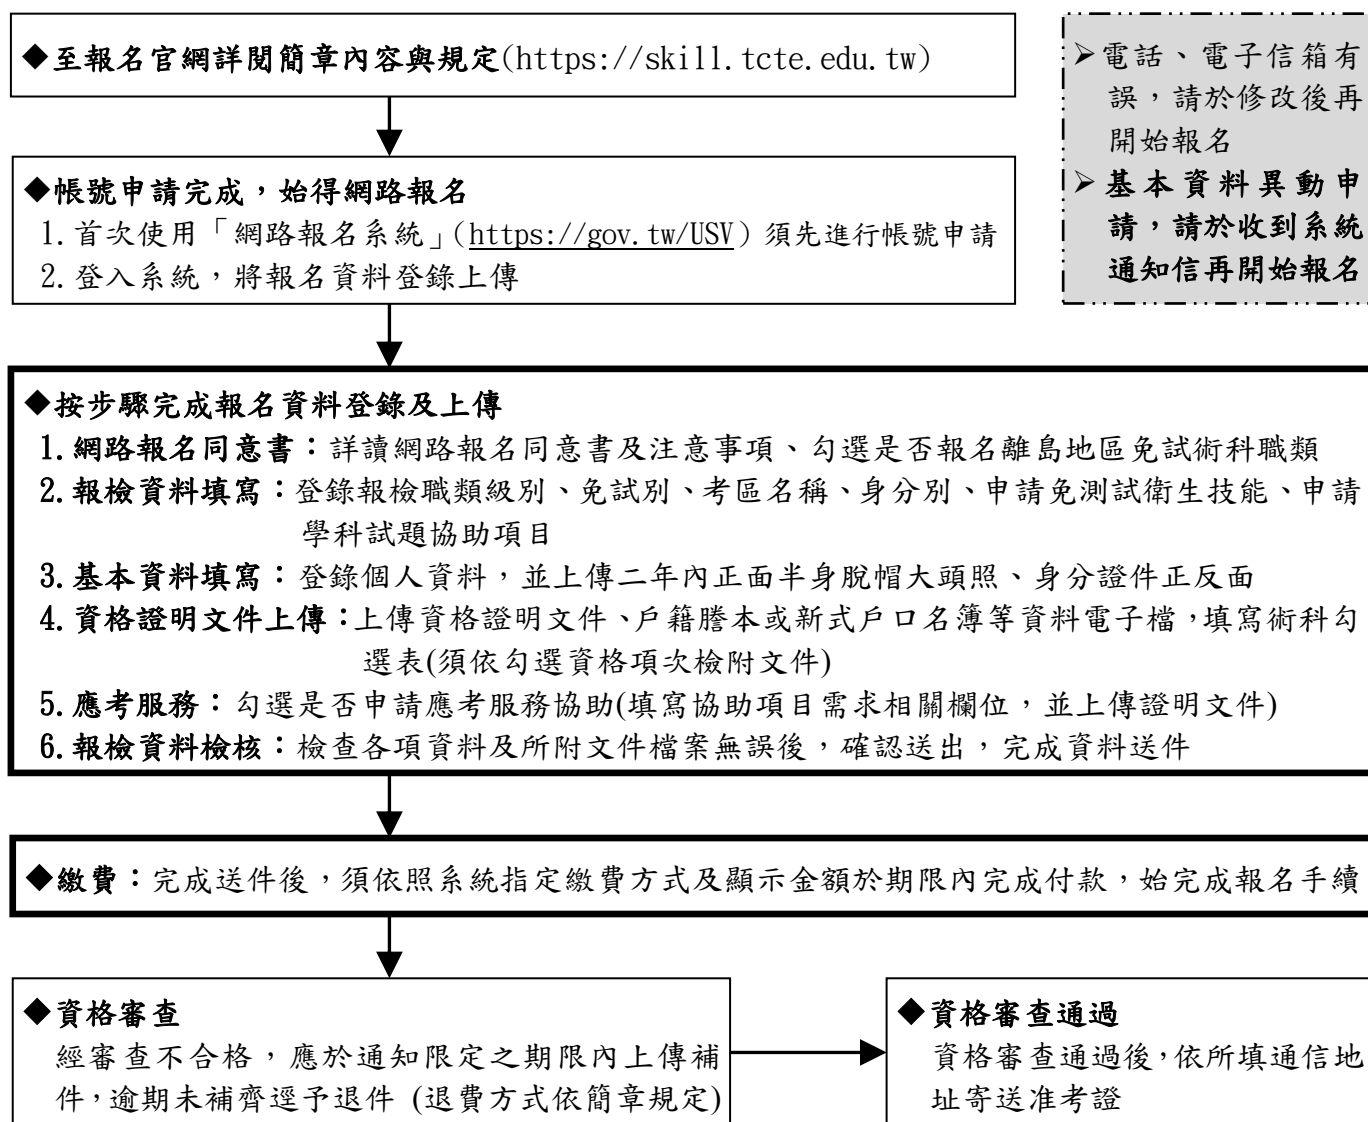 ◆至報名官網詳閱簡章內容與規定(https://skill.tcte.edu.tw)
➢電話、電子信箱有
誤，請於修改後再
開始報名
➢基本資料異動申
請，請於收到系統
通知信再開始報名
◆帳號申請完成，始得網路報名
1.首次使用「網路報名系統」(https://gov.tw/USV)須先進行帳號申請
2.登入系統，將報名資料登錄上傳
◆按步驟完成報名資料登錄及上傳
1.網路報名同意書：詳讀網路報名同意書及注意事項、勾選是否報名離島地區免試術科職類
2.報檢資料填寫：登錄報檢職類級別、免試別、考區名稱、身分別、申請免測試衛生技能、申請
學科試題協助項目
3.基本資料填寫：登錄個人資料，並上傳二年內正面半身脫帽大頭照、身分證件正反面
4.資格證明文件上傳：上傳資格證明文件、戶籍謄本或新式戶口名簿等資料電子檔，填寫術科勾
選表(須依勾選資格項次檢附文件)
5.應考服務：勾選是否申請應考服務協助(填寫協助項目需求相關欄位，並上傳證明文件)
6.報檢資料檢核：檢查各項資料及所附文件檔案無誤後，確認送出，完成資料送件
◆繳費：完成送件後，須依照系統指定繳費方式及顯示金額於期限內完成付款，始完成報名手續
◆資格審查
經審查不合格，應於通知限定之期限內上傳補
件，逾期未補齊逕予退件 (退費方式依簡章規定)
◆資格審查通過
資格審查通過後，依所填通信地
址寄送准考證